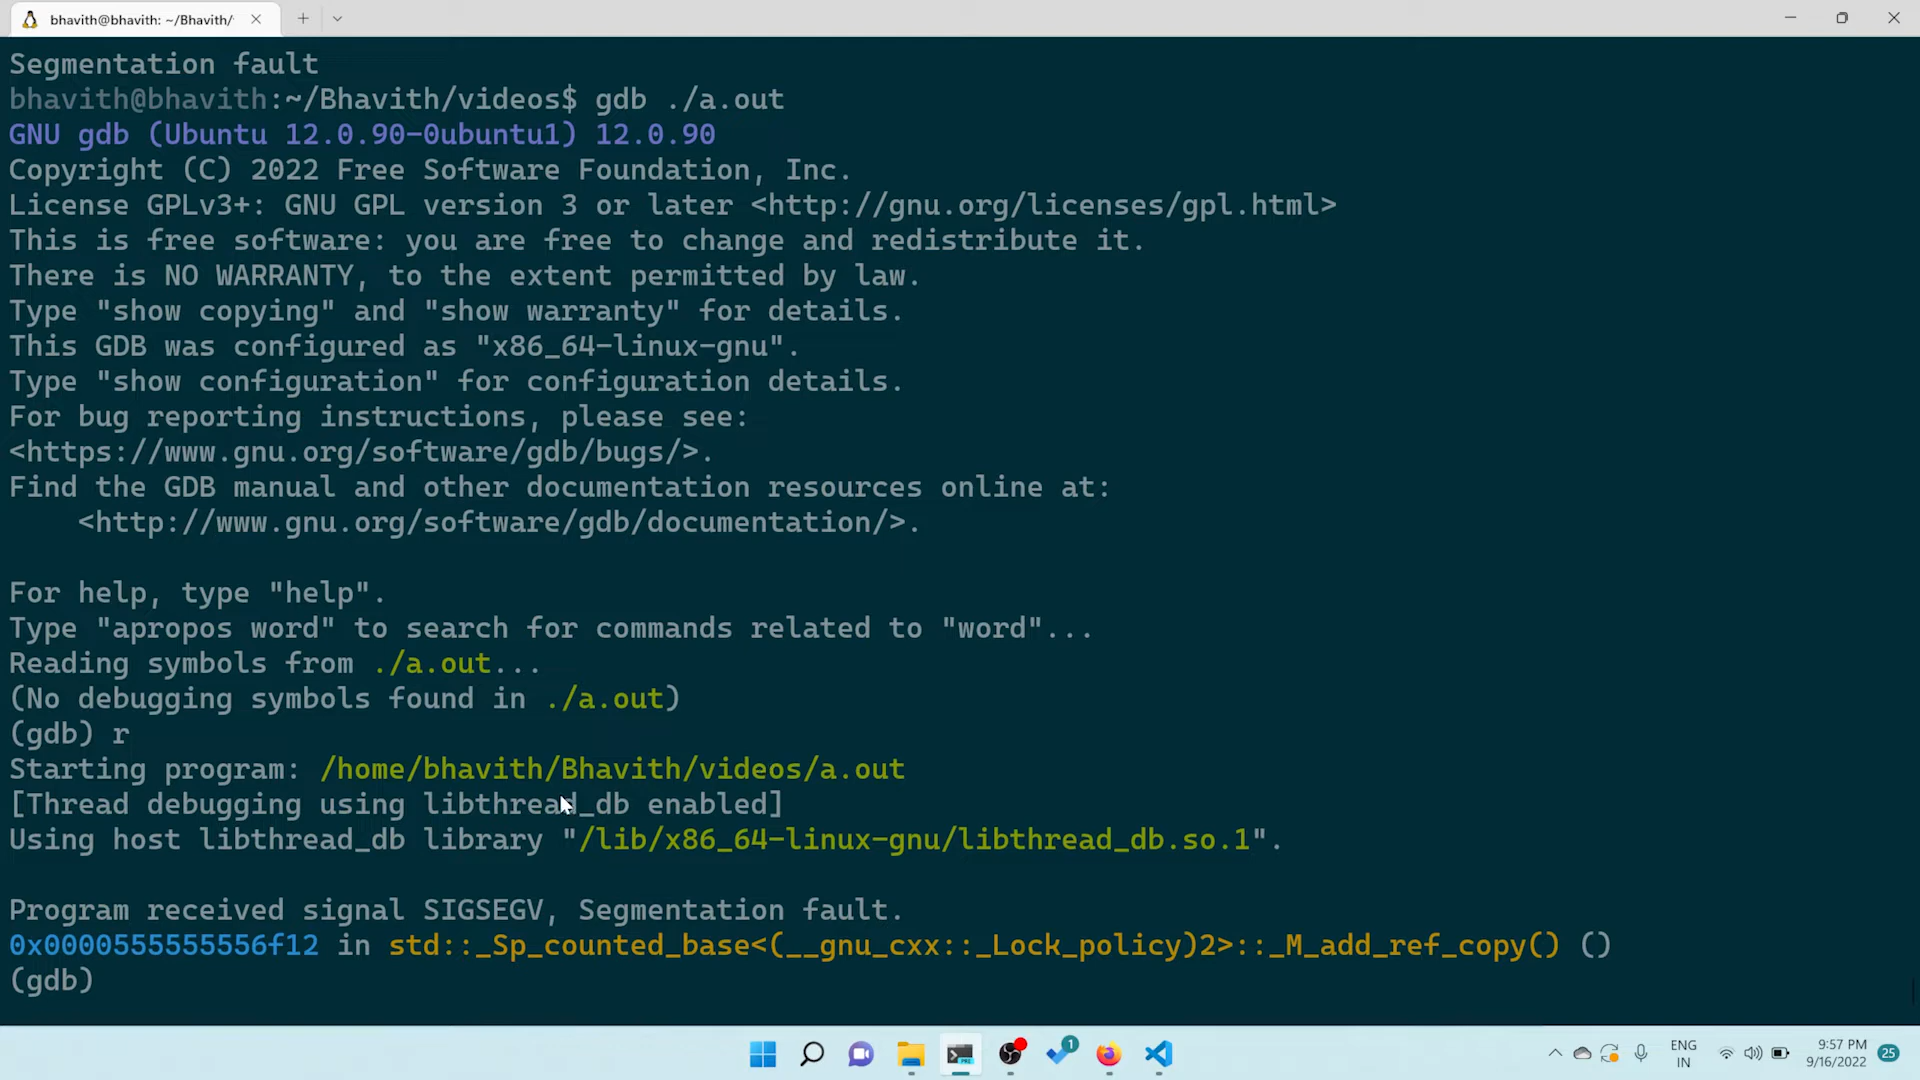 bhavith@bhavith: ~/Bhavith/
Segmentation fault
bhavith@bhavith:~/Bhavith/videos$ gdb ./a.out
GNU gdb (Ubuntu 12.0.90-0ubuntu1) 12.0.90
Copyright (C) 2022 Free Software Foundation, Inc.
License GPLv3+: GNU GPL version 3 or later <http://gnu.org/licenses/gpl.html>
This is free software: you are free to change and redistribute it.
There is NO WARRANTY, to the extent permitted by law.
Type "show copying" and "show warranty" for details.
This GDB was configured as "x86_64-linux-gnu".
Type "show configuration" for configuration details.
For bug reporting instructions, please see:
<https://www.gnu.org/software/gdb/bugs/>.
Find the GDB manual and other documentation resources online at:
    <http://www.gnu.org/software/gdb/documentation/>.
For help, type "help".
Type "apropos word" to search for commands related to "word"...
Reading symbols from ./a.out...
(No debugging symbols found in ./a.out)
(gdb) r
Starting program: /home/bhavith/Bhavith/videos/a.out
[Thread debugging using libthread_db enabled]
Using host libthread_db library "/lib/x86_64-linux-gnu/libthread_db.so.1".
Program received signal SIGSEGV, Segmentation fault.
0x0000555555556f12 in std::_Sp_counted_base<(__gnu_cxx::_Lock_policy)2>::_M_add_ref_copy() ()
(gdb)
1
PRE
ENG
IN
9:57 PM
9/16/2022
25